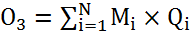 O₃ = ∑ᵢ₌₁ᴺ Mᵢ × Qᵢ